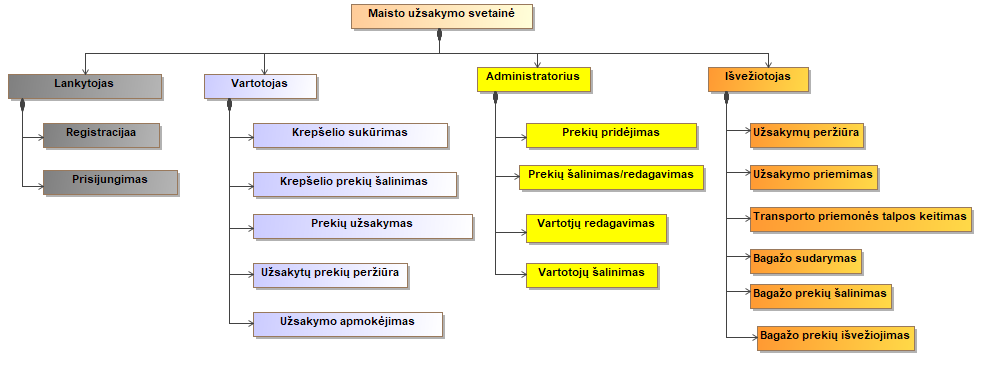 Maisto užsakymo svetainė
Lankytojas
Registracijaa
Prisijungimas
Vartotojas
Krepšelio sukūrimas
Krepšelio prekių šalinimas
Prekių užsakymas
Užsakytų prekių peržiūra
Užsakymo apmokėjimas
Administratorius
Prekių pridėjimas
Prekių šalinimas/redagavimas
Vartotjų redagavimas
Vartotojų šalinimas
Išvežiotojas
Užsakymų peržiūra
Užsakymo priemimas
Transporto priemonės talpos keitimas
Bagažo sudarymas
Bagažo prekių šalinimas
Bagažo prekių išvežiojimas